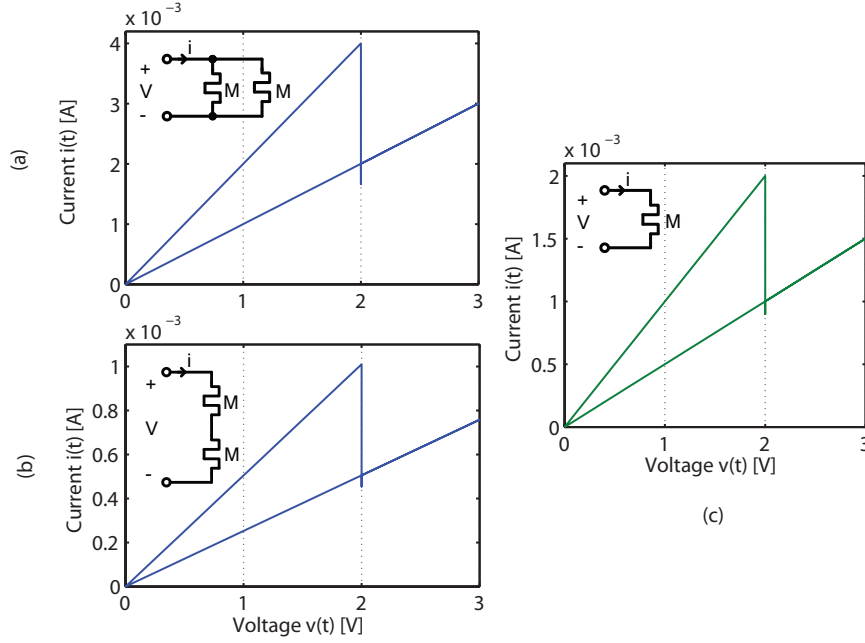 (a)
x 10 ⁻³
Current i(t) [A]
4
3
2
1
0
0 1 2 3
i
+
V
-
M M
(b)
x 10 ⁻³
Current i(t) [A]
1
0.8
0.6
0.4
0.2
0
0 1 2 3
Voltage v(t) [V]
i
+
V
-
M
M
x 10 ⁻³
Current i(t) [A]
2
1.5
1
0.5
0
0 1 2 3
Voltage v(t) [V]
i
+
V
-
M
(c)